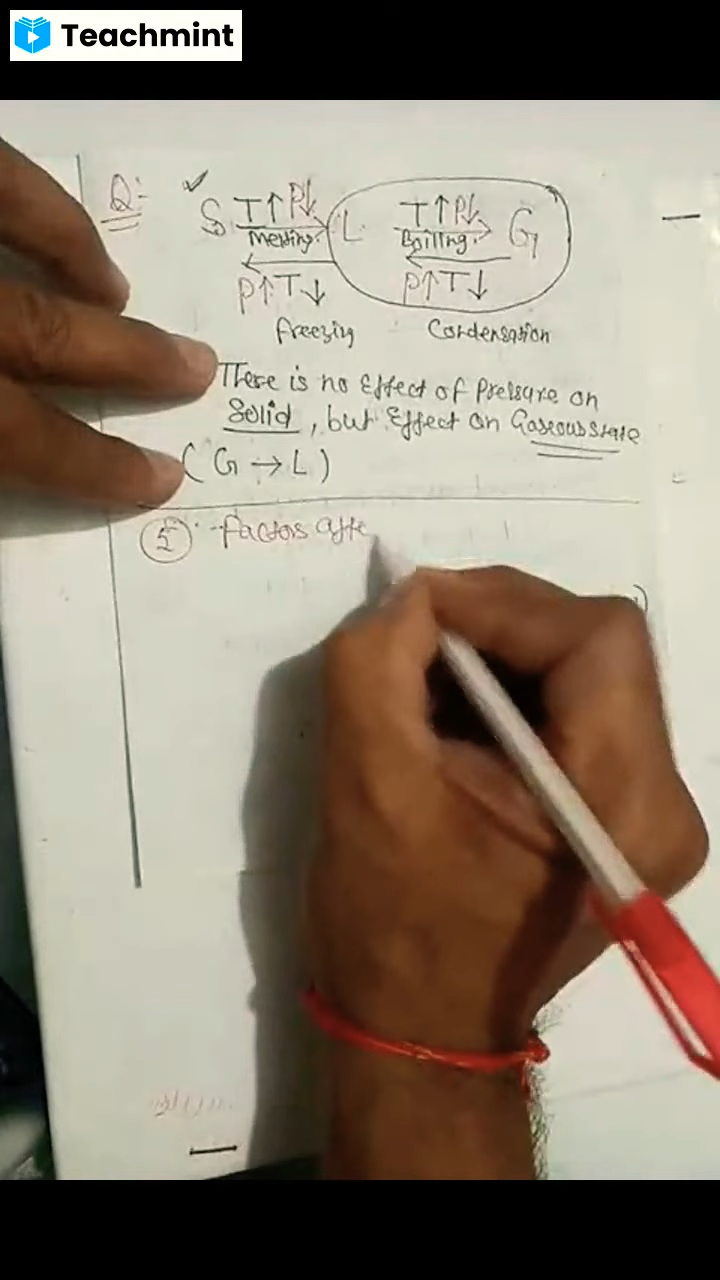 Teachmint
Q:-
✓ S T↑ P↓ L T↑ P↓ G
Melting. Boiling.
P↑ T↓ P↑ T↓
freezing Condensation
There is no Effect of Pressure on
Solid, but Effect on Gaseous state
(G → L)
5 Factors affe